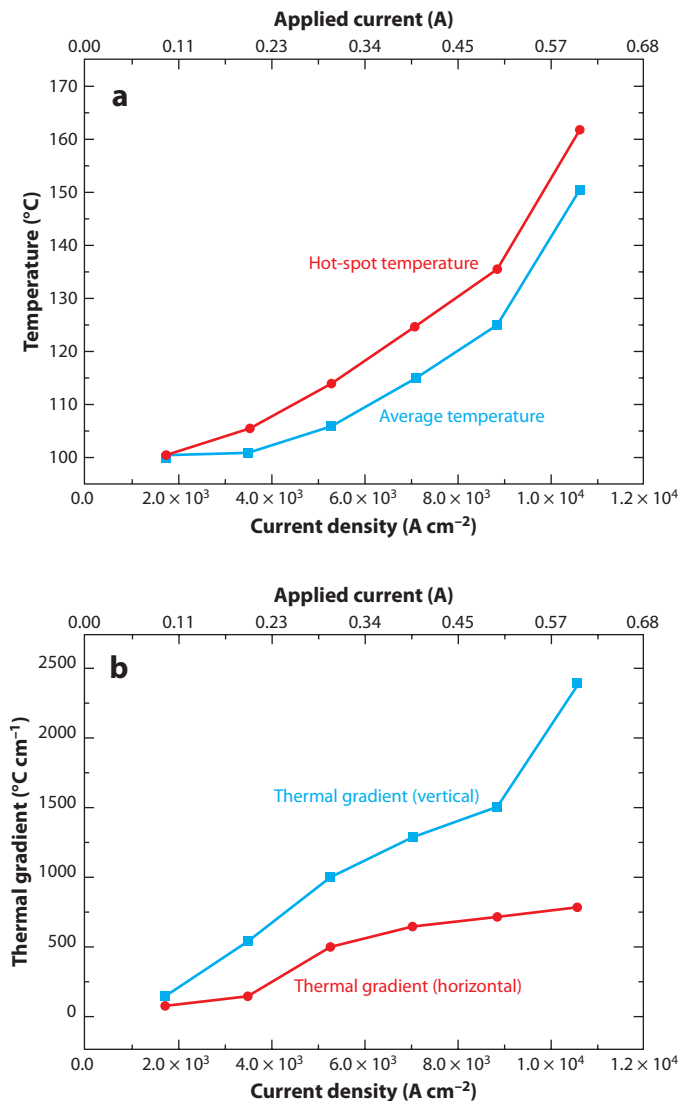 Applied current (A)
0.00 0.11 0.23 0.34 0.45 0.57 0.68
a
170
160
150
140
130
120
110
100
Temperature (°C)
Hot-spot temperature
Average temperature
0.0 2.0 × 10³ 4.0 × 10³ 6.0 × 10³ 8.0 × 10³ 1.0 × 10⁴ 1.2 × 10⁴
Current density (A cm⁻²)
Applied current (A)
0.00 0.11 0.23 0.34 0.45 0.57 0.68
b
2500
2000
1500
1000
500
0
Thermal gradient (°C cm⁻¹)
Thermal gradient (vertical)
Thermal gradient (horizontal)
0.0 2.0 × 10³ 4.0 × 10³ 6.0 × 10³ 8.0 × 10³ 1.0 × 10⁴ 1.2 × 10⁴
Current density (A cm⁻²)